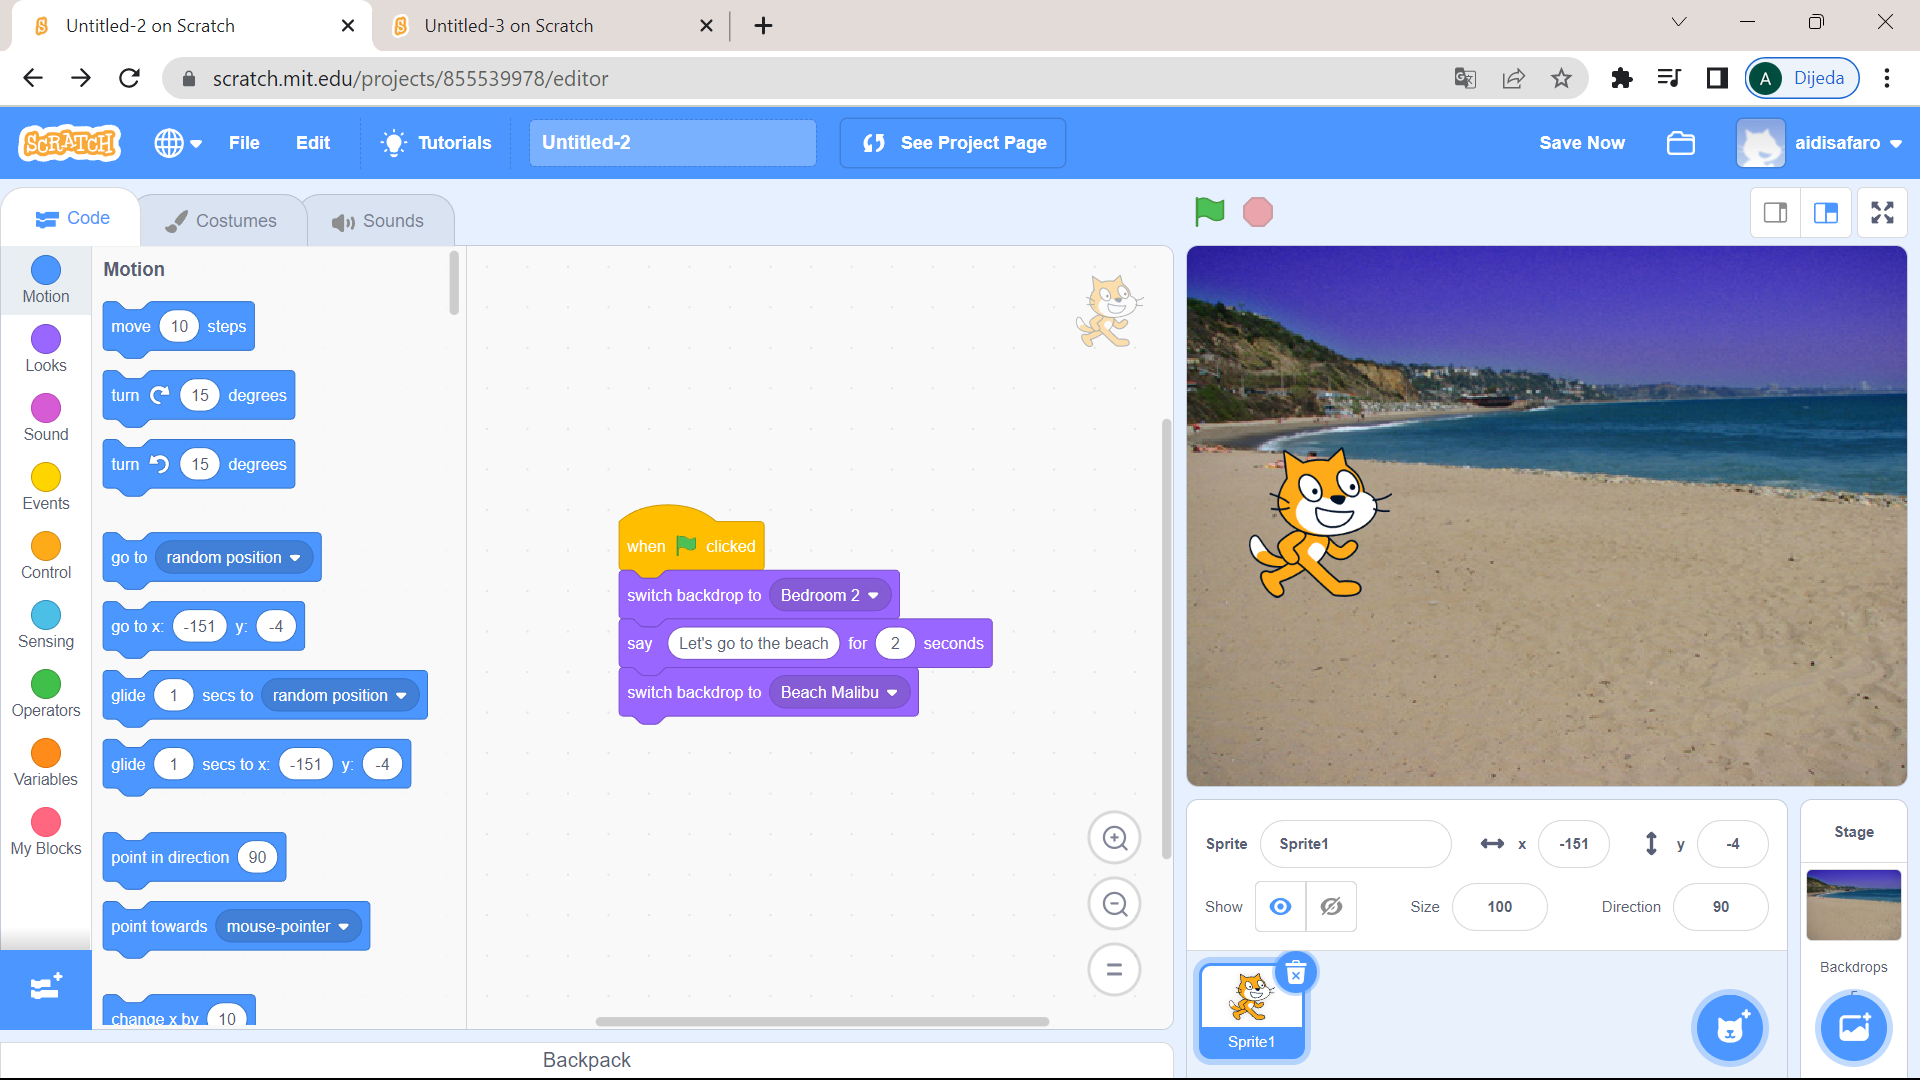 Untitled-2 on Scratch
Untitled-3 on Scratch
scratch.mit.edu/projects/855539978/editor
A Dijeda
SCRATCH
File
Edit
Tutorials
Untitled-2
See Project Page
Save Now
aidisafaro
Code
Costumes
Sounds
Motion
Looks
Sound
Events
Control
Sensing
Operators
Variables
My Blocks
Motion
move 10 steps
turn 15 degrees
turn 15 degrees
go to random position
go to x: -151 y: -4
glide 1 secs to random position
glide 1 secs to x: -151 y: -4
point in direction 90
point towards mouse-pointer
change x by 10
when clicked
switch backdrop to Bedroom 2
say Let's go to the beach for 2 seconds
switch backdrop to Beach Malibu
Backpack
Sprite Sprite1 x -151 y -4
Show Size 100 Direction 90
Sprite1
Stage
Backdrops